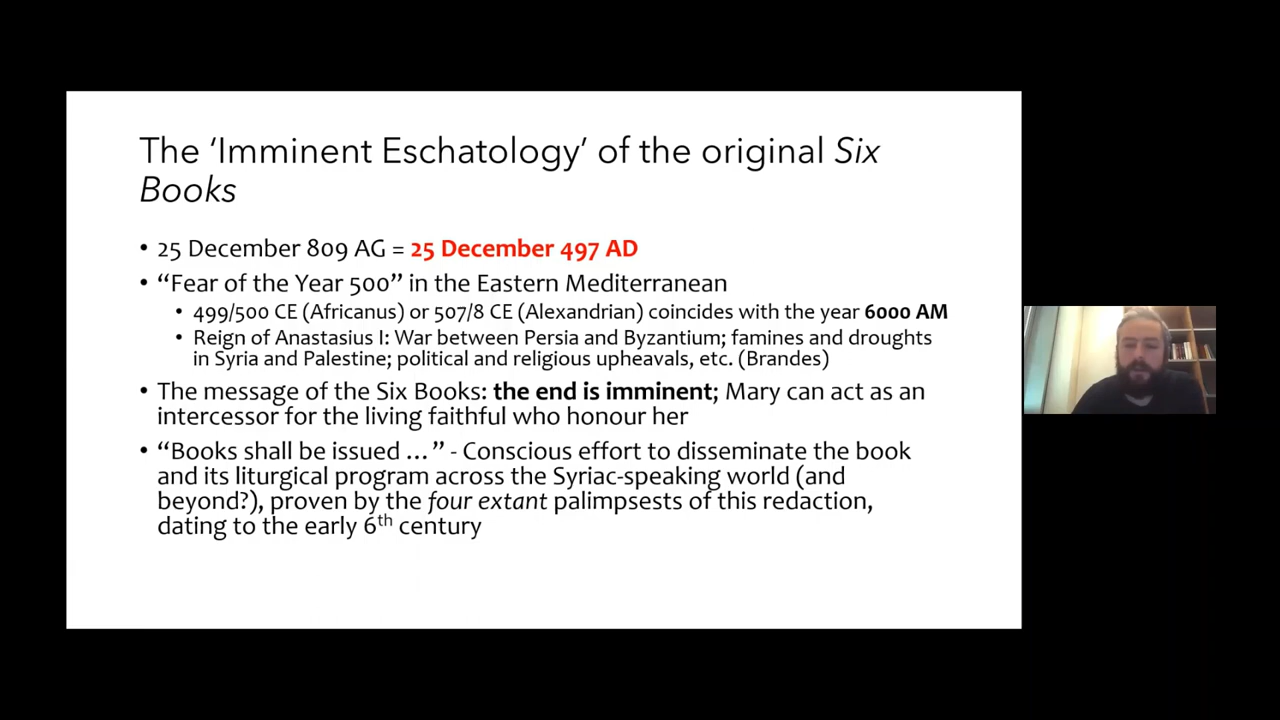 The ‘Imminent Eschatology’ of the original Six
Books
• 25 December 809 AG = 25 December 497 AD
• “Fear of the Year 500” in the Eastern Mediterranean
• 499/500 CE (Africanus) or 507/8 CE (Alexandrian) coincides with the year 6000 AM
• Reign of Anastasius I: War between Persia and Byzantium; famines and droughts
in Syria and Palestine; political and religious upheavals, etc. (Brandes)
• The message of the Six Books: the end is imminent; Mary can act as an
intercessor for the living faithful who honour her
• “Books shall be issued …” - Conscious effort to disseminate the book
and its liturgical program across the Syriac-speaking world (and
beyond?), proven by the four extant palimpsests of this redaction,
dating to the early 6th century